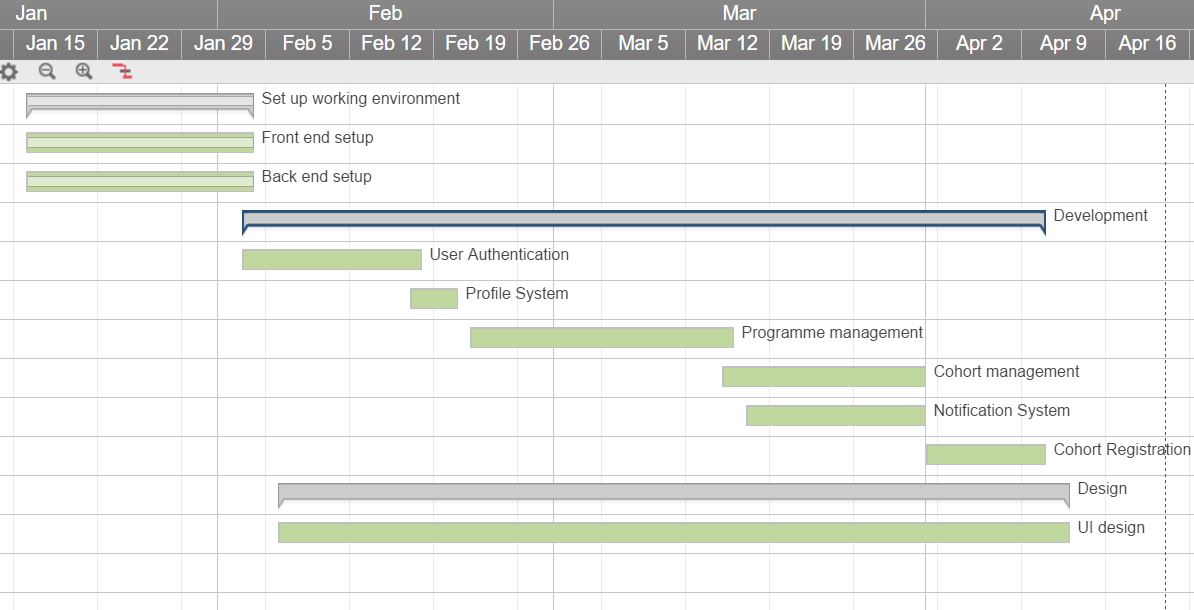 Jan Feb Mar Apr
Jan 15 Jan 22 Jan 29 Feb 5 Feb 12 Feb 19 Feb 26 Mar 5 Mar 12 Mar 19 Mar 26 Apr 2 Apr 9 Apr 16
Set up working environment
Front end setup
Back end setup
Development
User Authentication
Profile System
Programme management
Cohort management
Notification System
Cohort Registration
Design
UI design